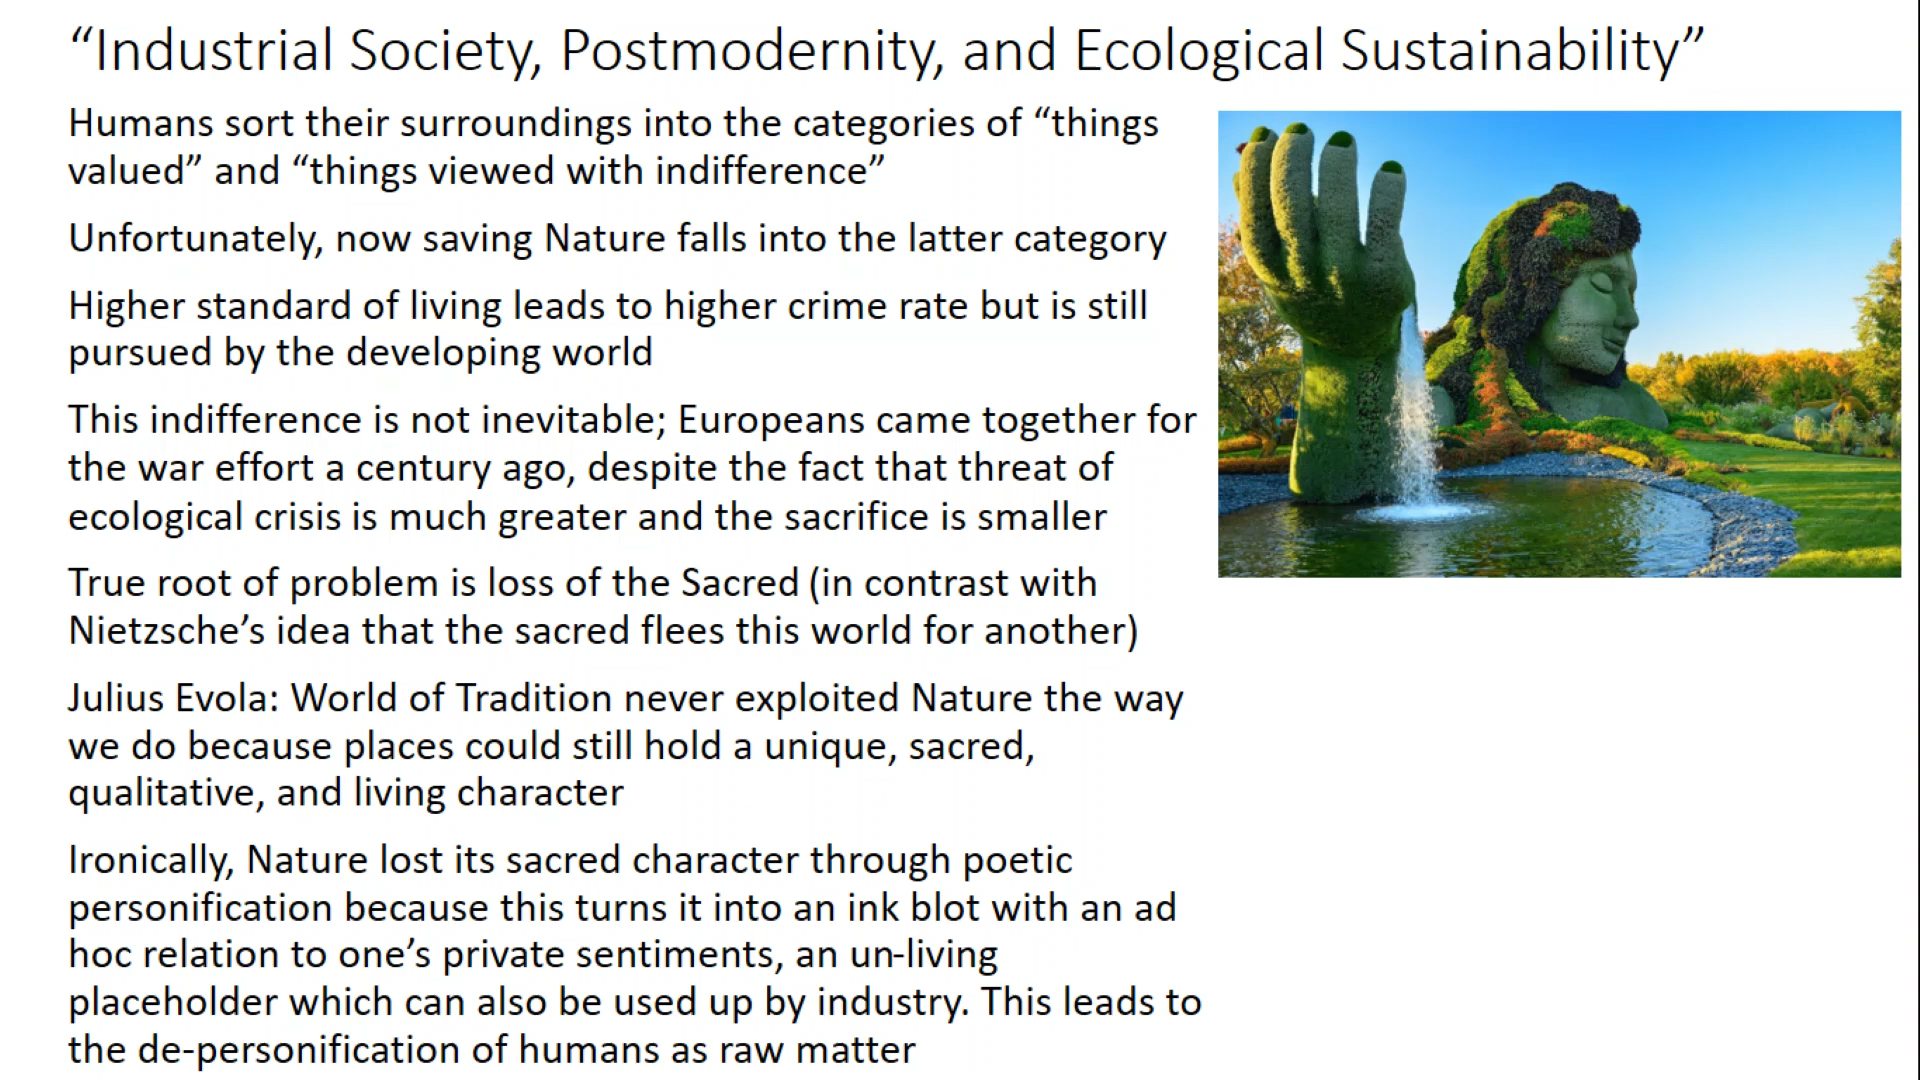 “Industrial Society, Postmodernity, and Ecological Sustainability”
Humans sort their surroundings into the categories of “things
valued” and “things viewed with indifference”
Unfortunately, now saving Nature falls into the latter category
Higher standard of living leads to higher crime rate but is still
pursued by the developing world
This indifference is not inevitable; Europeans came together for
the war effort a century ago, despite the fact that threat of
ecological crisis is much greater and the sacrifice is smaller
True root of problem is loss of the Sacred (in contrast with
Nietzsche’s idea that the sacred flees this world for another)
Julius Evola: World of Tradition never exploited Nature the way
we do because places could still hold a unique, sacred,
qualitative, and living character
Ironically, Nature lost its sacred character through poetic
personification because this turns it into an ink blot with an ad
hoc relation to one’s private sentiments, an un-living
placeholder which can also be used up by industry. This leads to
the de-personification of humans as raw matter